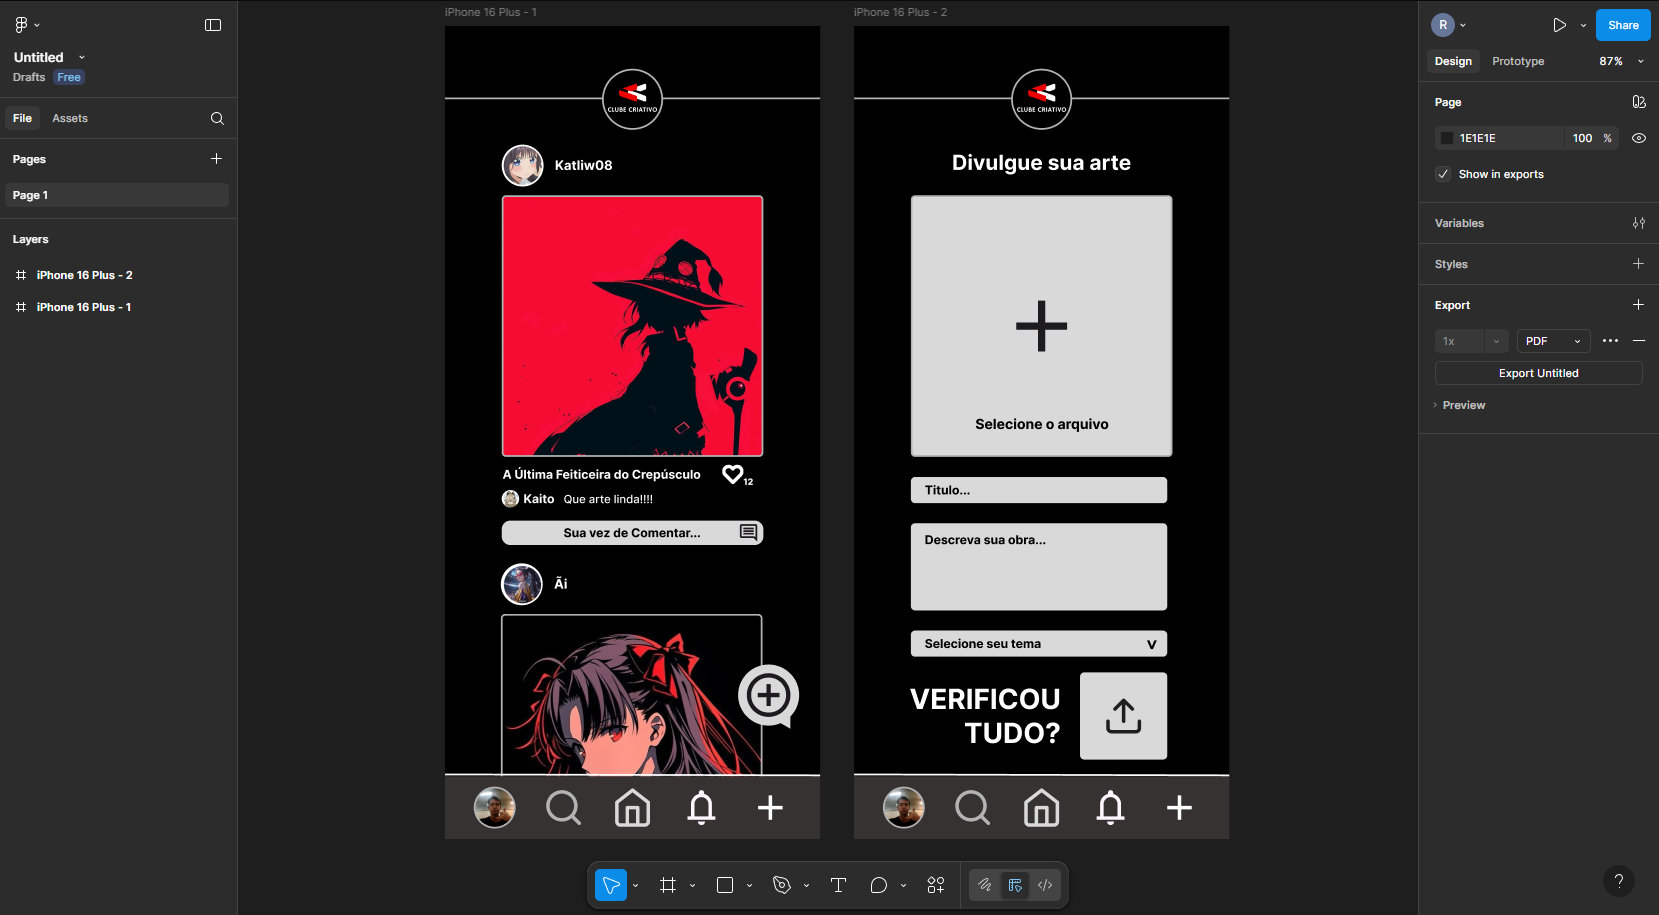 Untitled
Drafts Free
File Assets
Pages
Page 1
Layers
iPhone 16 Plus - 2
iPhone 16 Plus - 1
iPhone 16 Plus - 1
CLUBE CRIATIVO
Katliw08
A Última Feiticeira do Crepúsculo
12
Kaito Que arte linda!!!!
Sua vez de Comentar...
Ãi
iPhone 16 Plus - 2
CLUBE CRIATIVO
Divulgue sua arte
Selecione o arquivo
Titulo...
Descreva sua obra...
Selecione seu tema V
VERIFICOU
TUDO?
R
Share
Design Prototype 87%
Page
1E1E1E 100 %
Show in exports
Variables
Styles
Export
1x PDF
Export Untitled
Preview
?